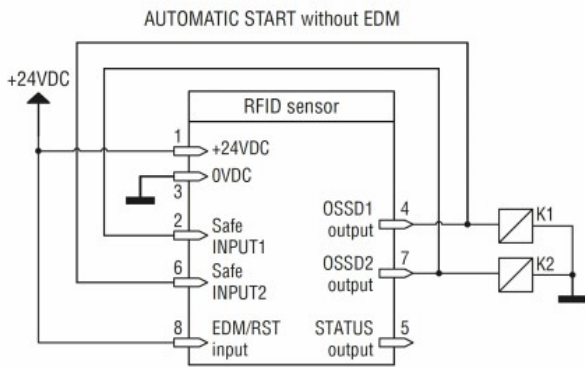 AUTOMATIC START without EDM
+24VDC
RFID sensor
1
+24VDC
0VDC
3
2
Safe
INPUT1
6
Safe
INPUT2
8
EDM/RST
input
OSSD1
output
4
K1
OSSD2
output
7
K2
STATUS
output
5